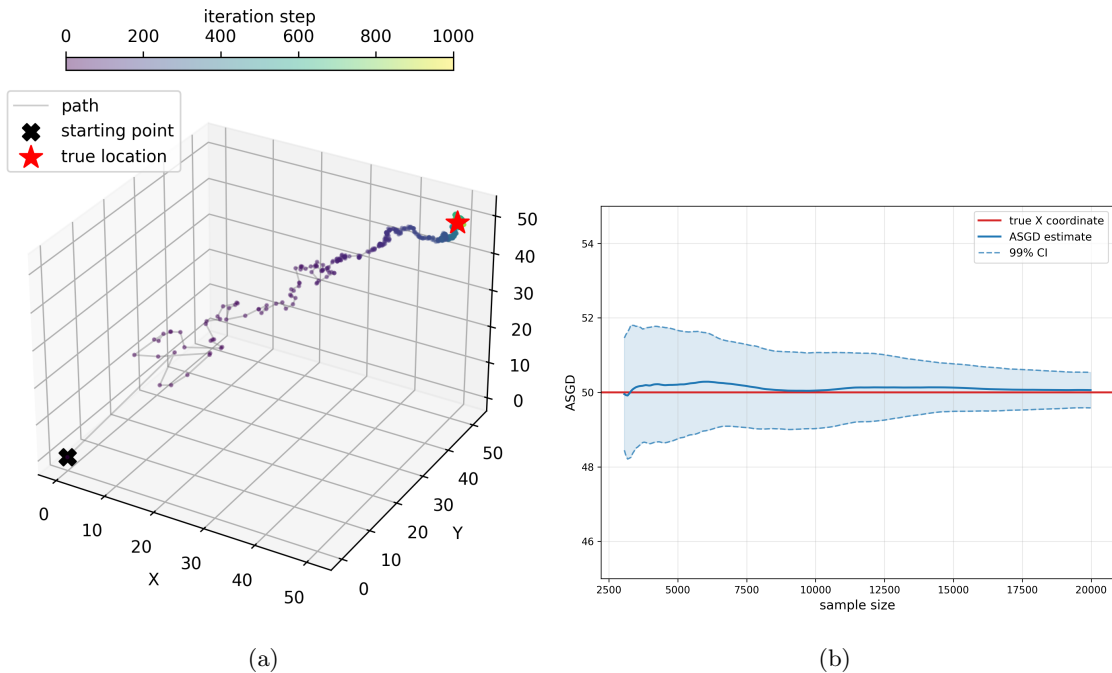 iteration step
0 200 400 600 800 1000
path
starting point
true location
50
40
30
20
10
0
50
40
30
20
10
0
Y
0
10
20
30
40
50
X
(a)
true X coordinate
ASGD estimate
99% CI
54
52
50
48
46
ASGD
2500 5000 7500 10000 12500 15000 17500 20000
sample size
(b)